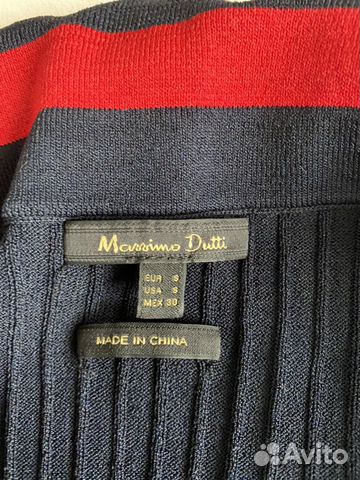 Massimo Dutti
EUR S
USA S
MEX 30
MADE IN CHINA
Avito